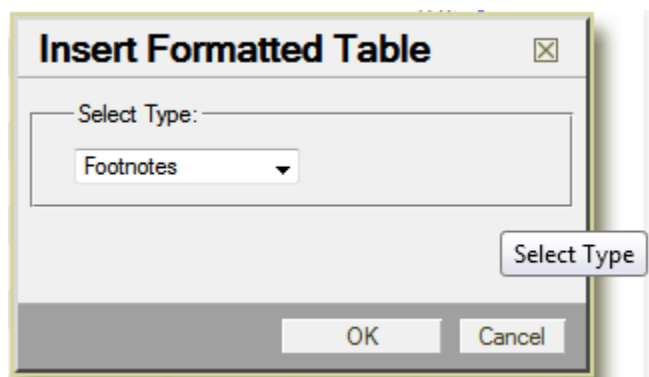 Insert Formatted Table
Select Type:
Footnotes
Select Type
OK Cancel